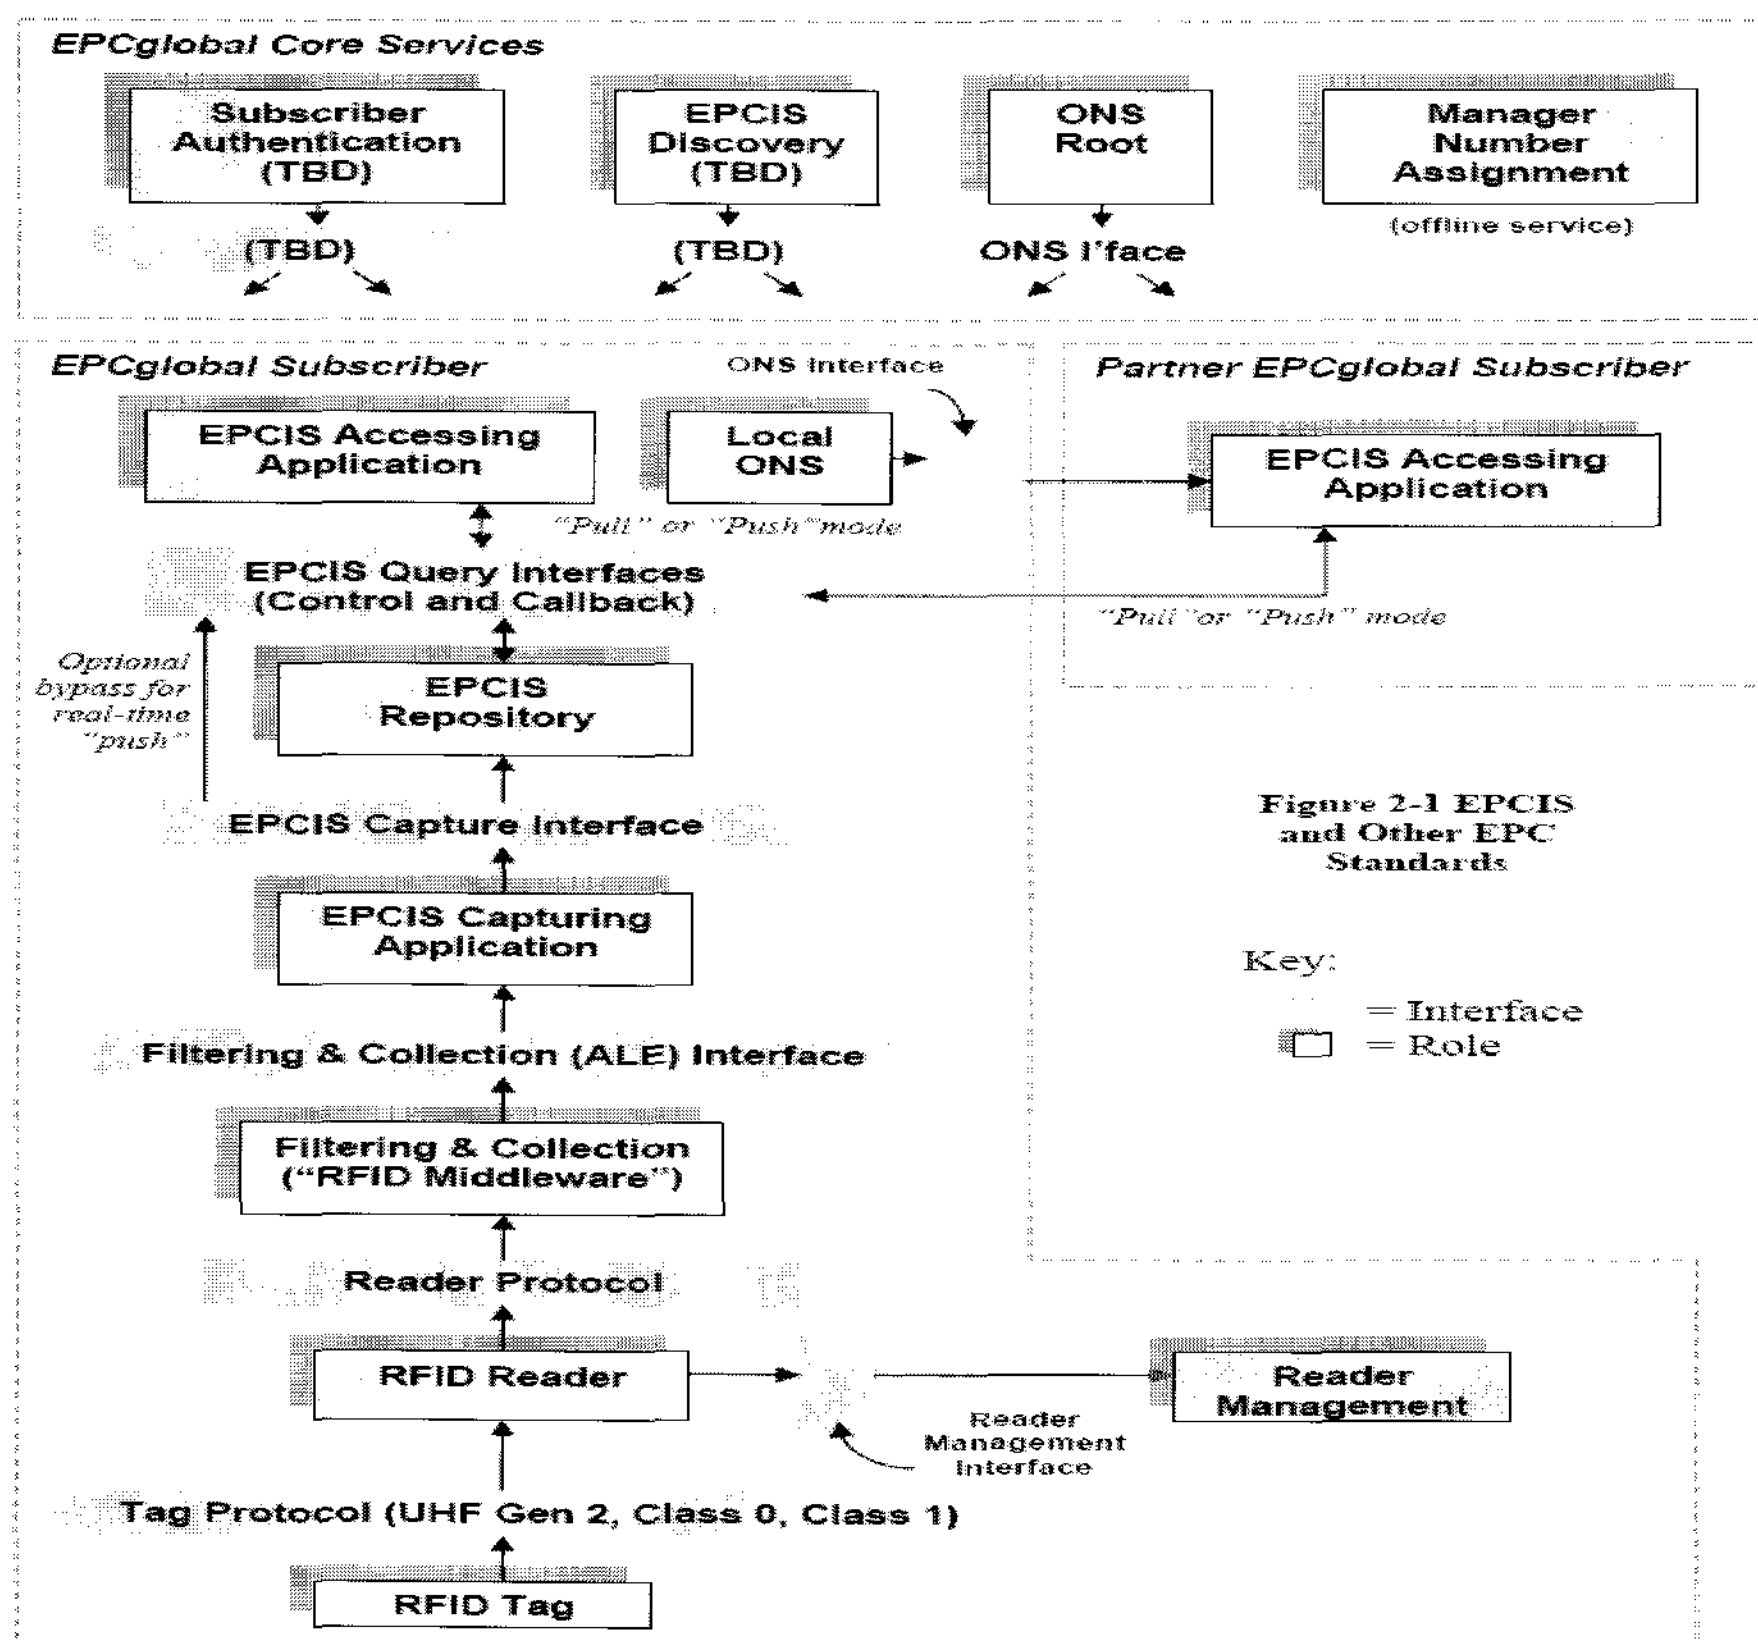 EPCglobal Core Services
Subscriber
Authentication
(TBD)
EPCIS
Discovery
(TBD)
ONS
Root
Manager
Number
Assignment
(offline service)
(TBD)
(TBD)
ONS I'face
EPCglobal Subscriber
ONS Interface
Partner EPCglobal Subscriber
EPCIS Accessing
Application
Local
ONS
EPCIS Accessing
Application
“Pull” or “Push”mode
EPCIS Query Interfaces
(Control and Callback)
“Pull”or “Push” mode
Optional
bypass for
real-time
“push”
EPCIS
Repository
EPCIS Capture Interface
Figure 2-1 EPCIS
and Other EPC
Standards
EPCIS Capturing
Application
Key:
= Interface
= Role
Filtering & Collection (ALE) Interface
Filtering & Collection
(“RFID Middleware”)
Reader Protocol
RFID Reader
Reader
Management
Reader
Management
Interface
Tag Protocol (UHF Gen 2, Class 0, Class 1)
RFID Tag